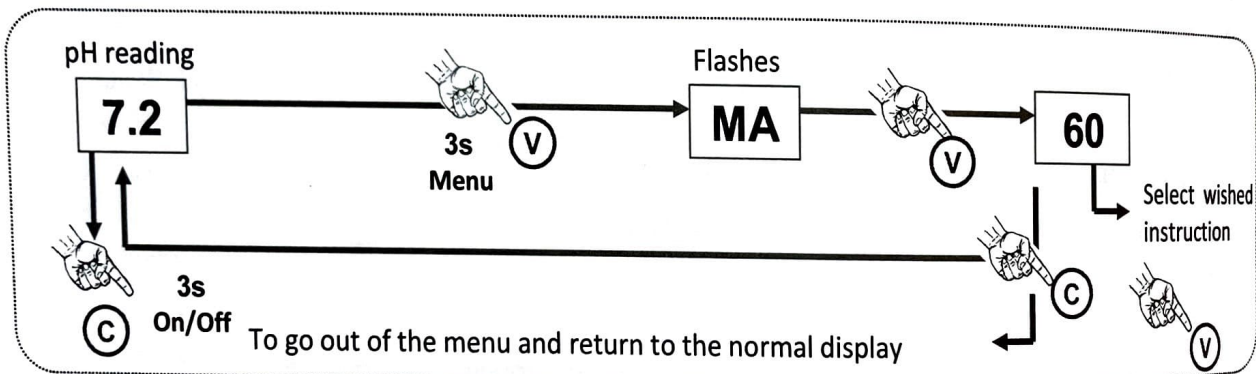 pH reading
7.2
3s
Menu
V
Flashes
MA
V
60
Select wished
instruction
V
C
C
3s
On/Off
To go out of the menu and return to the normal display